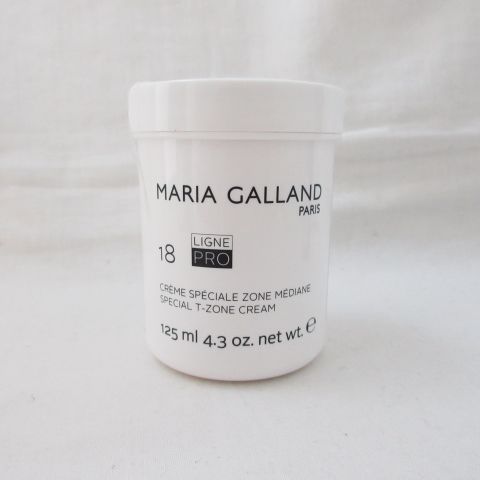 MARIA GALLAND
PARIS
18 LIGNE
PRO
CRÈME SPÉCIALE ZONE MÉDIANE
SPECIAL T-ZONE CREAM
125 ml 4.3 oz. net wt. ℮